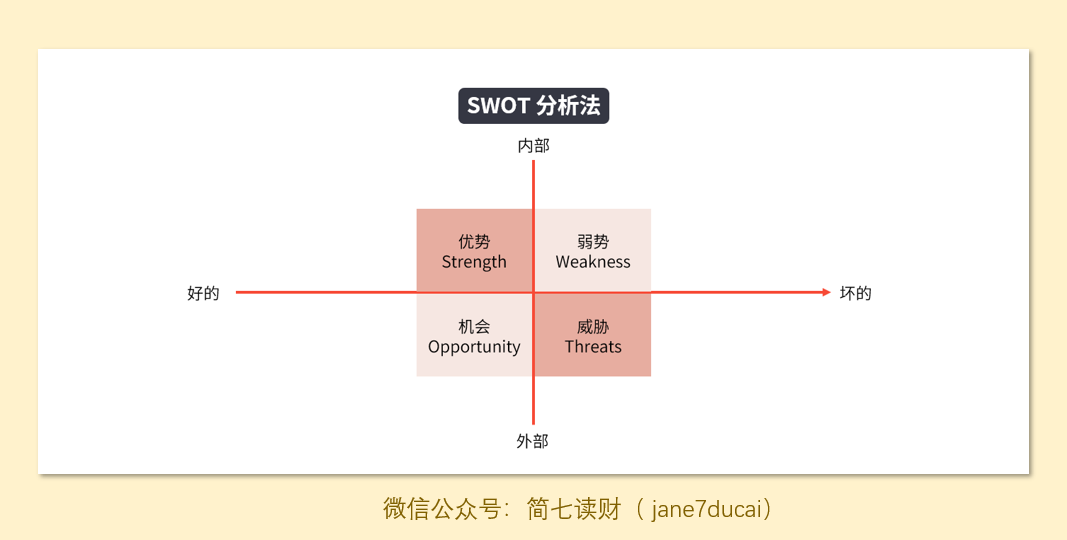 SWOT 分析法
内部
优势
Strength
弱势
Weakness
好的
坏的
机会
Opportunity
威胁
Threats
外部
微信公众号：简七读财（ jane7ducai）